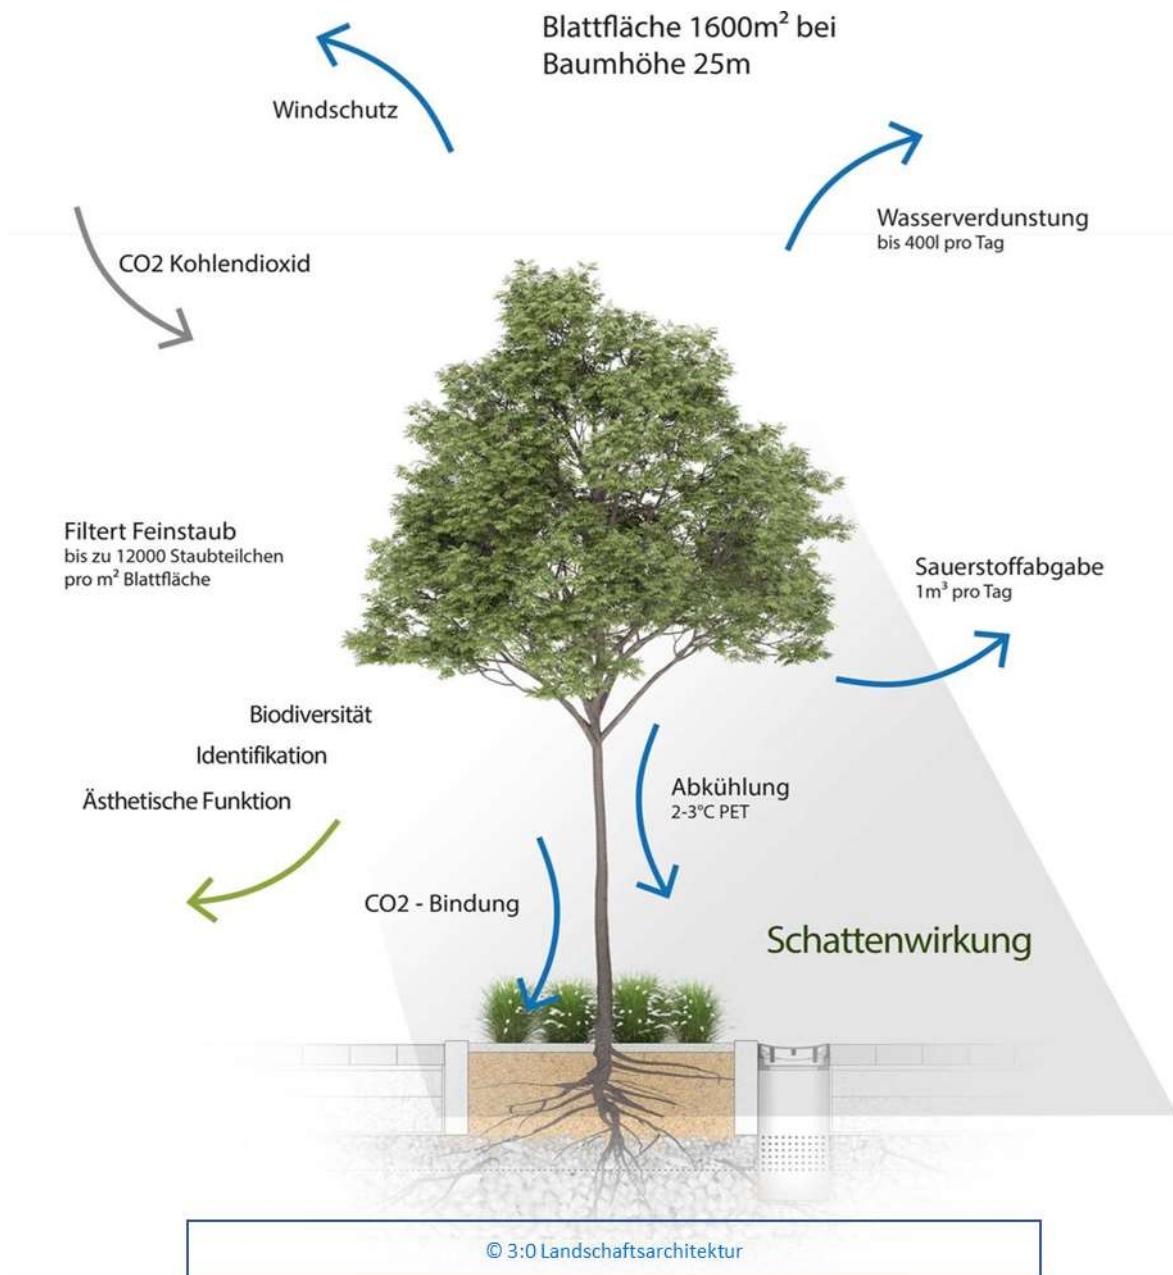 Blattfläche 1600m² bei
Baumhöhe 25m
Windschutz
Wasserverdunstung
bis 400l pro Tag
CO2 Kohlendioxid
Filtert Feinstaub
bis zu 12000 Staubteilchen
pro m² Blattfläche
Sauerstoffabgabe
1m³ pro Tag
Biodiversität
Identifikation
Ästhetische Funktion
Abkühlung
2-3°C PET
CO2 - Bindung
Schattenwirkung
© 3:0 Landschaftsarchitektur